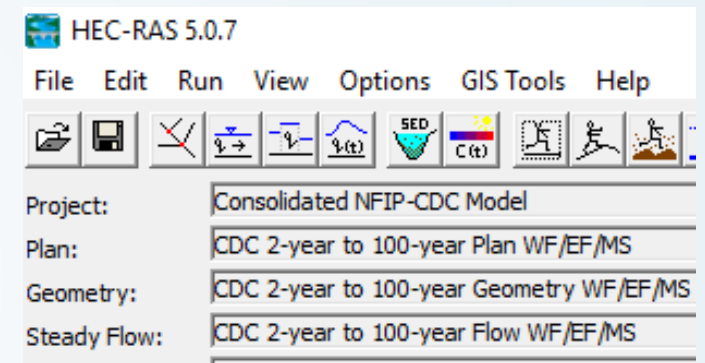 HEC-RAS 5.0.7
File Edit Run View Options GIS Tools Help
SED C(t)
Project: Consolidated NFIP-CDC Model
Plan: CDC 2-year to 100-year Plan WF/EF/MS
Geometry: CDC 2-year to 100-year Geometry WF/EF/MS
Steady Flow: CDC 2-year to 100-year Flow WF/EF/MS